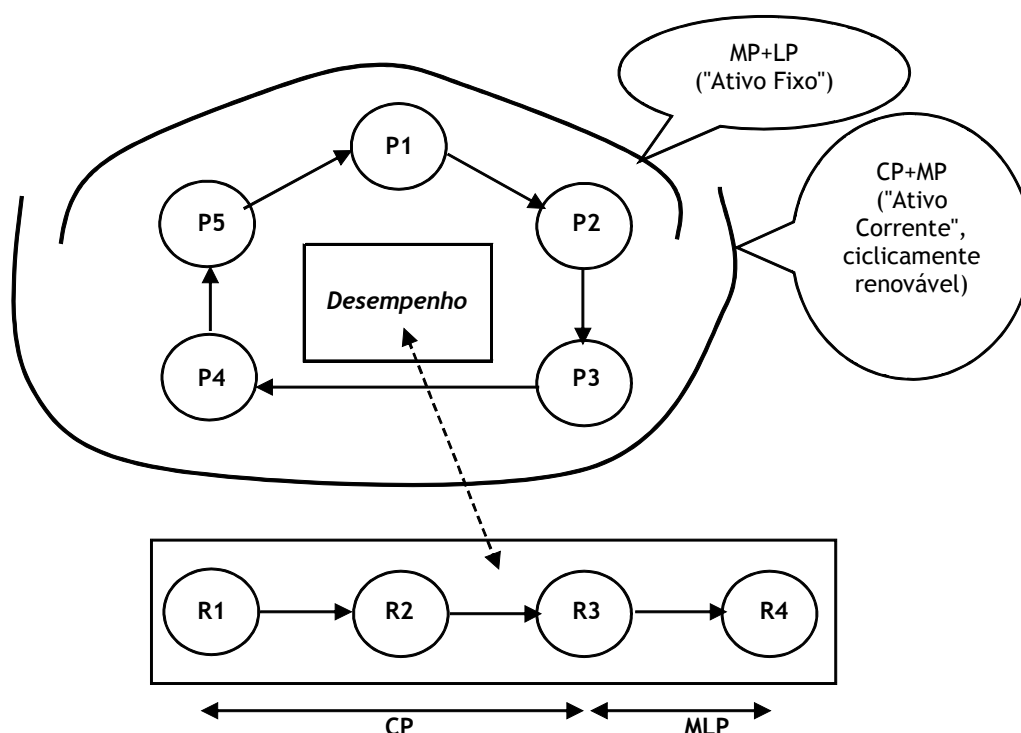 MP+LP
("Ativo Fixo")
CP+MP
("Ativo
Corrente",
ciclicamente
renovável)
P1
P2
P5
Desempenho
P4
P3
R1
R2
R3
R4
CP
MLP